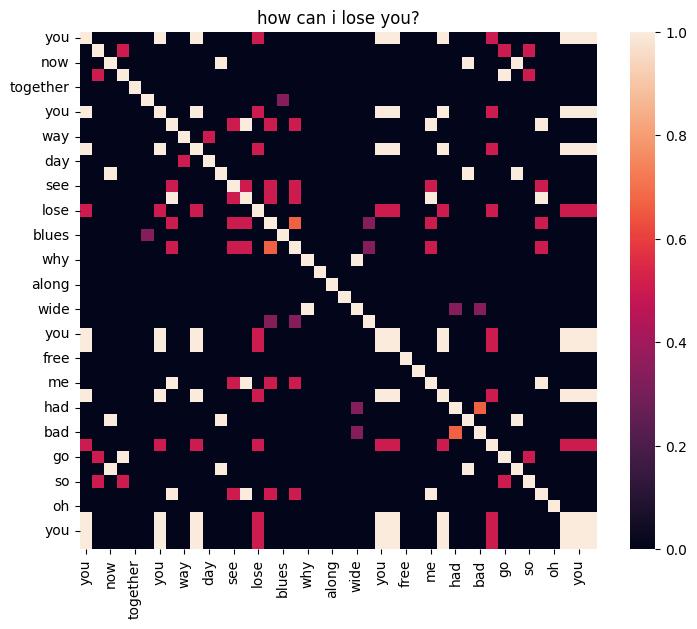 how can i lose you?
you
now
together
you
way
day
see
lose
blues
why
along
wide
you
free
me
had
bad
go
so
oh
you
you
now
together
you
way
day
see
lose
blues
why
along
wide
you
free
me
had
bad
go
so
oh
you
1.0
0.8
0.6
0.4
0.2
0.0